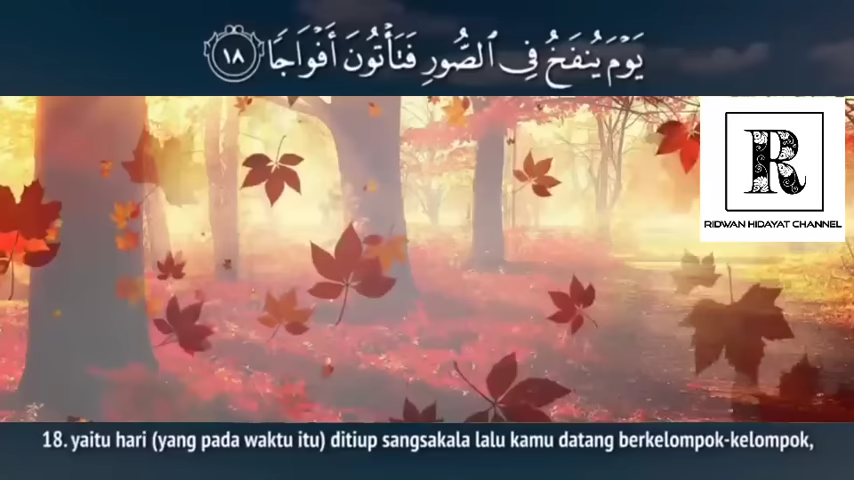 يَوْمَ يُنفَخُ فِي ٱلصُّورِ فَتَأْتُونَ أَفْوَاجًا ١٨
R
RIDWAN HIDAYAT CHANNEL
18. yaitu hari (yang pada waktu itu) ditiup sangsakala lalu kamu datang berkelompok-kelompok,